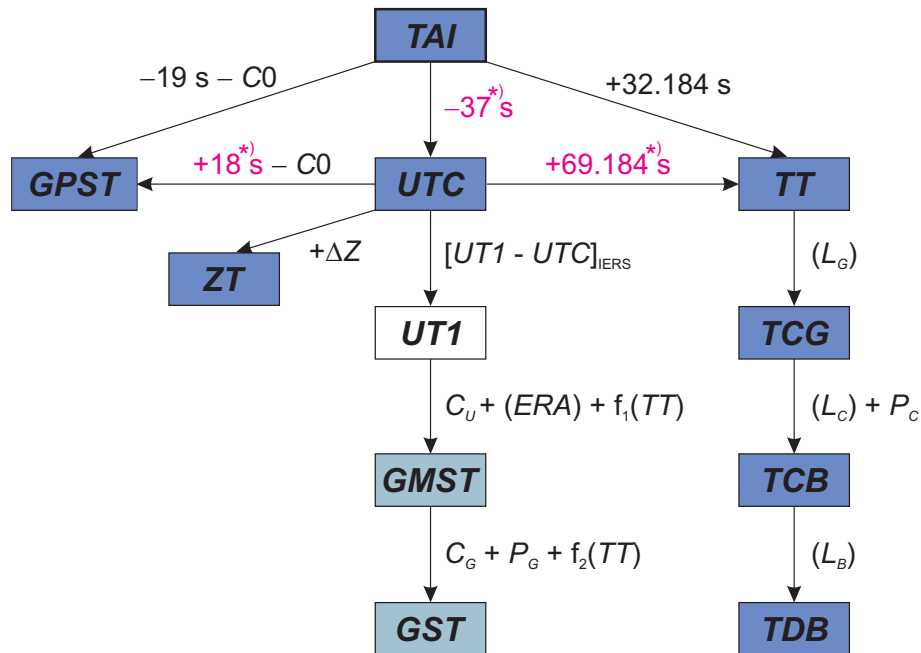 TAI
–19 s – C0
–37*)s
+32.184 s
GPST
+18*)s – C0
UTC
+69.184*)s
TT
+ΔZ
[UT1 - UTC]IERS
(LG)
ZT
UT1
TCG
CU + (ERA) + f1(TT)
(LC) + PC
GMST
TCB
CG + PG + f2(TT)
(LB)
GST
TDB